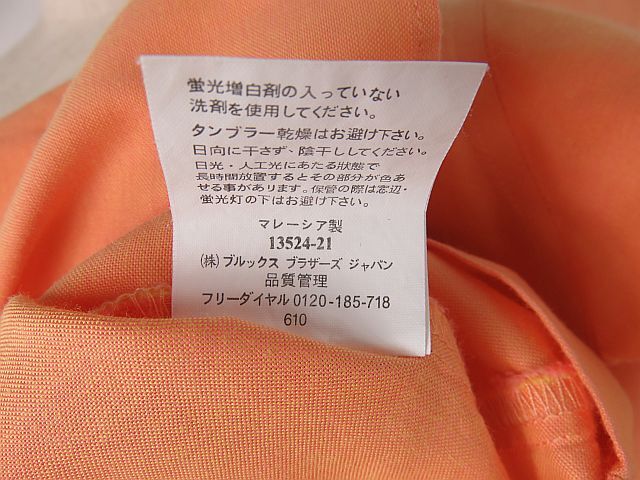 蛍光増白剤の入っていない
洗剤を使用してください。
タンブラー乾燥はお避け下さい。
日向に干さず、陰干ししてください。
日光・人工光にあたる状態で
長時間放置するとその部分が色あ
せる事があります。保管の際は窓辺・
蛍光灯の下はお避け下さい。
マレーシア製
13524-21
(株)ブルックス ブラザーズ ジャパン
品質管理
フリーダイヤル 0120-185-718
610